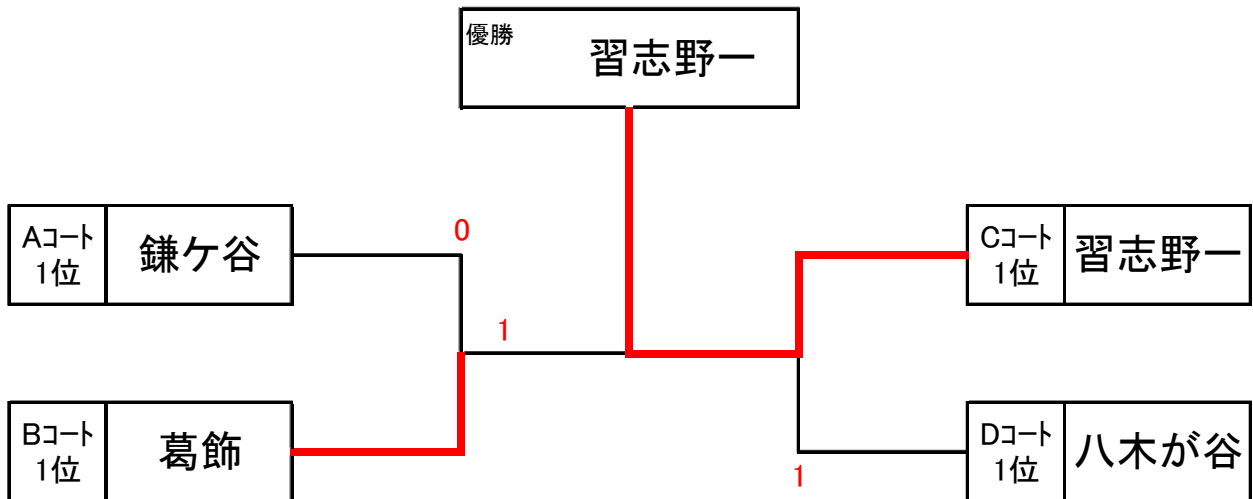 優勝
習志野一
Aコート
1位
鎌ケ谷
0
Cコート
1位
習志野一
1
Bコート
1位
葛飾
Dコート
1位
八木が谷
1